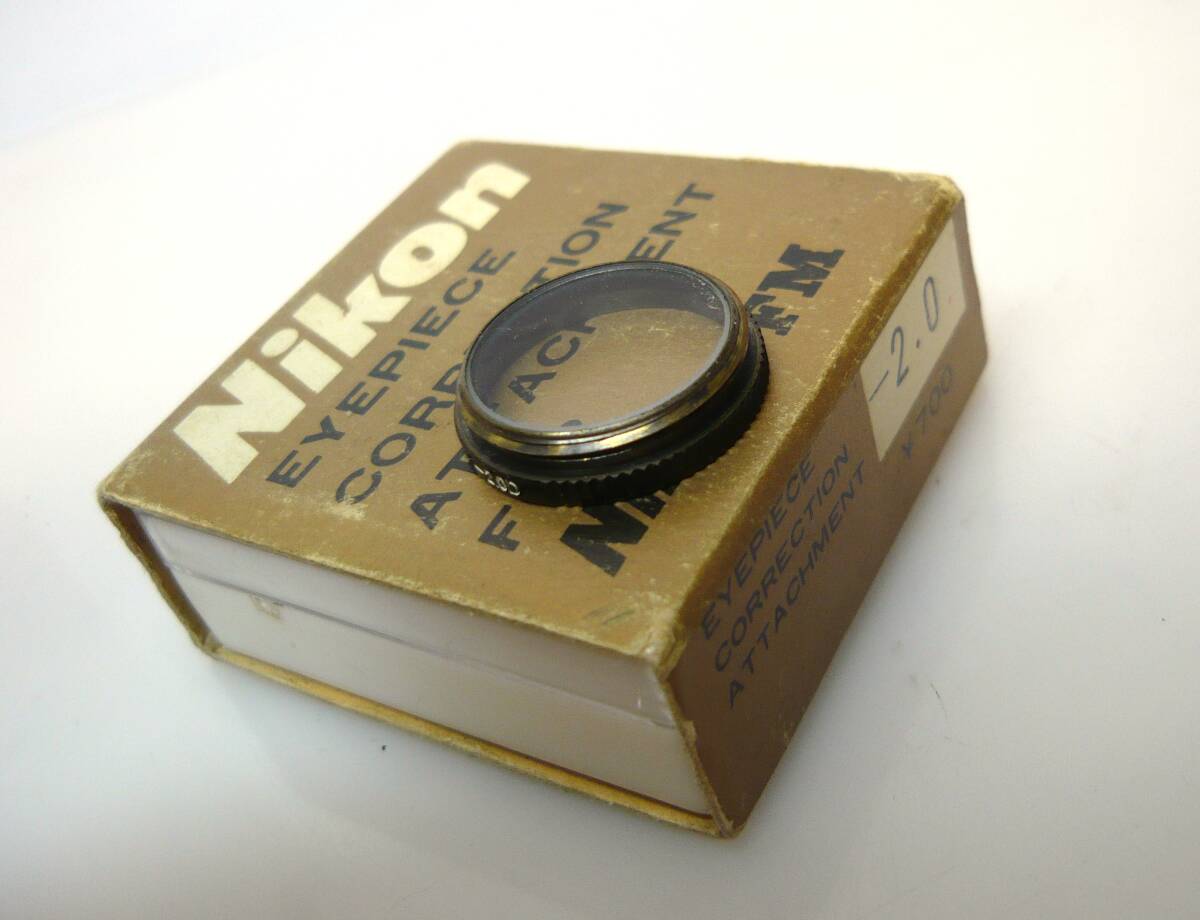 Nikon
EYEPIECE
CORRECTION
ATTACHMENT
FM
-2.0
¥700
EYEPIECE
CORRECTION
ATTACHMENT